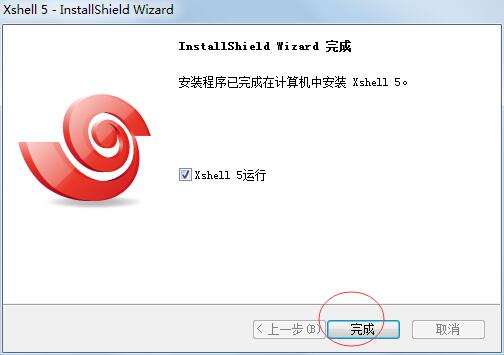 Xshell 5 - InstallShield Wizard
InstallShield Wizard 完成
安装程序已完成在计算机中安装 Xshell 5。
Xshell 5运行
< 上一步(B)
完成
取消